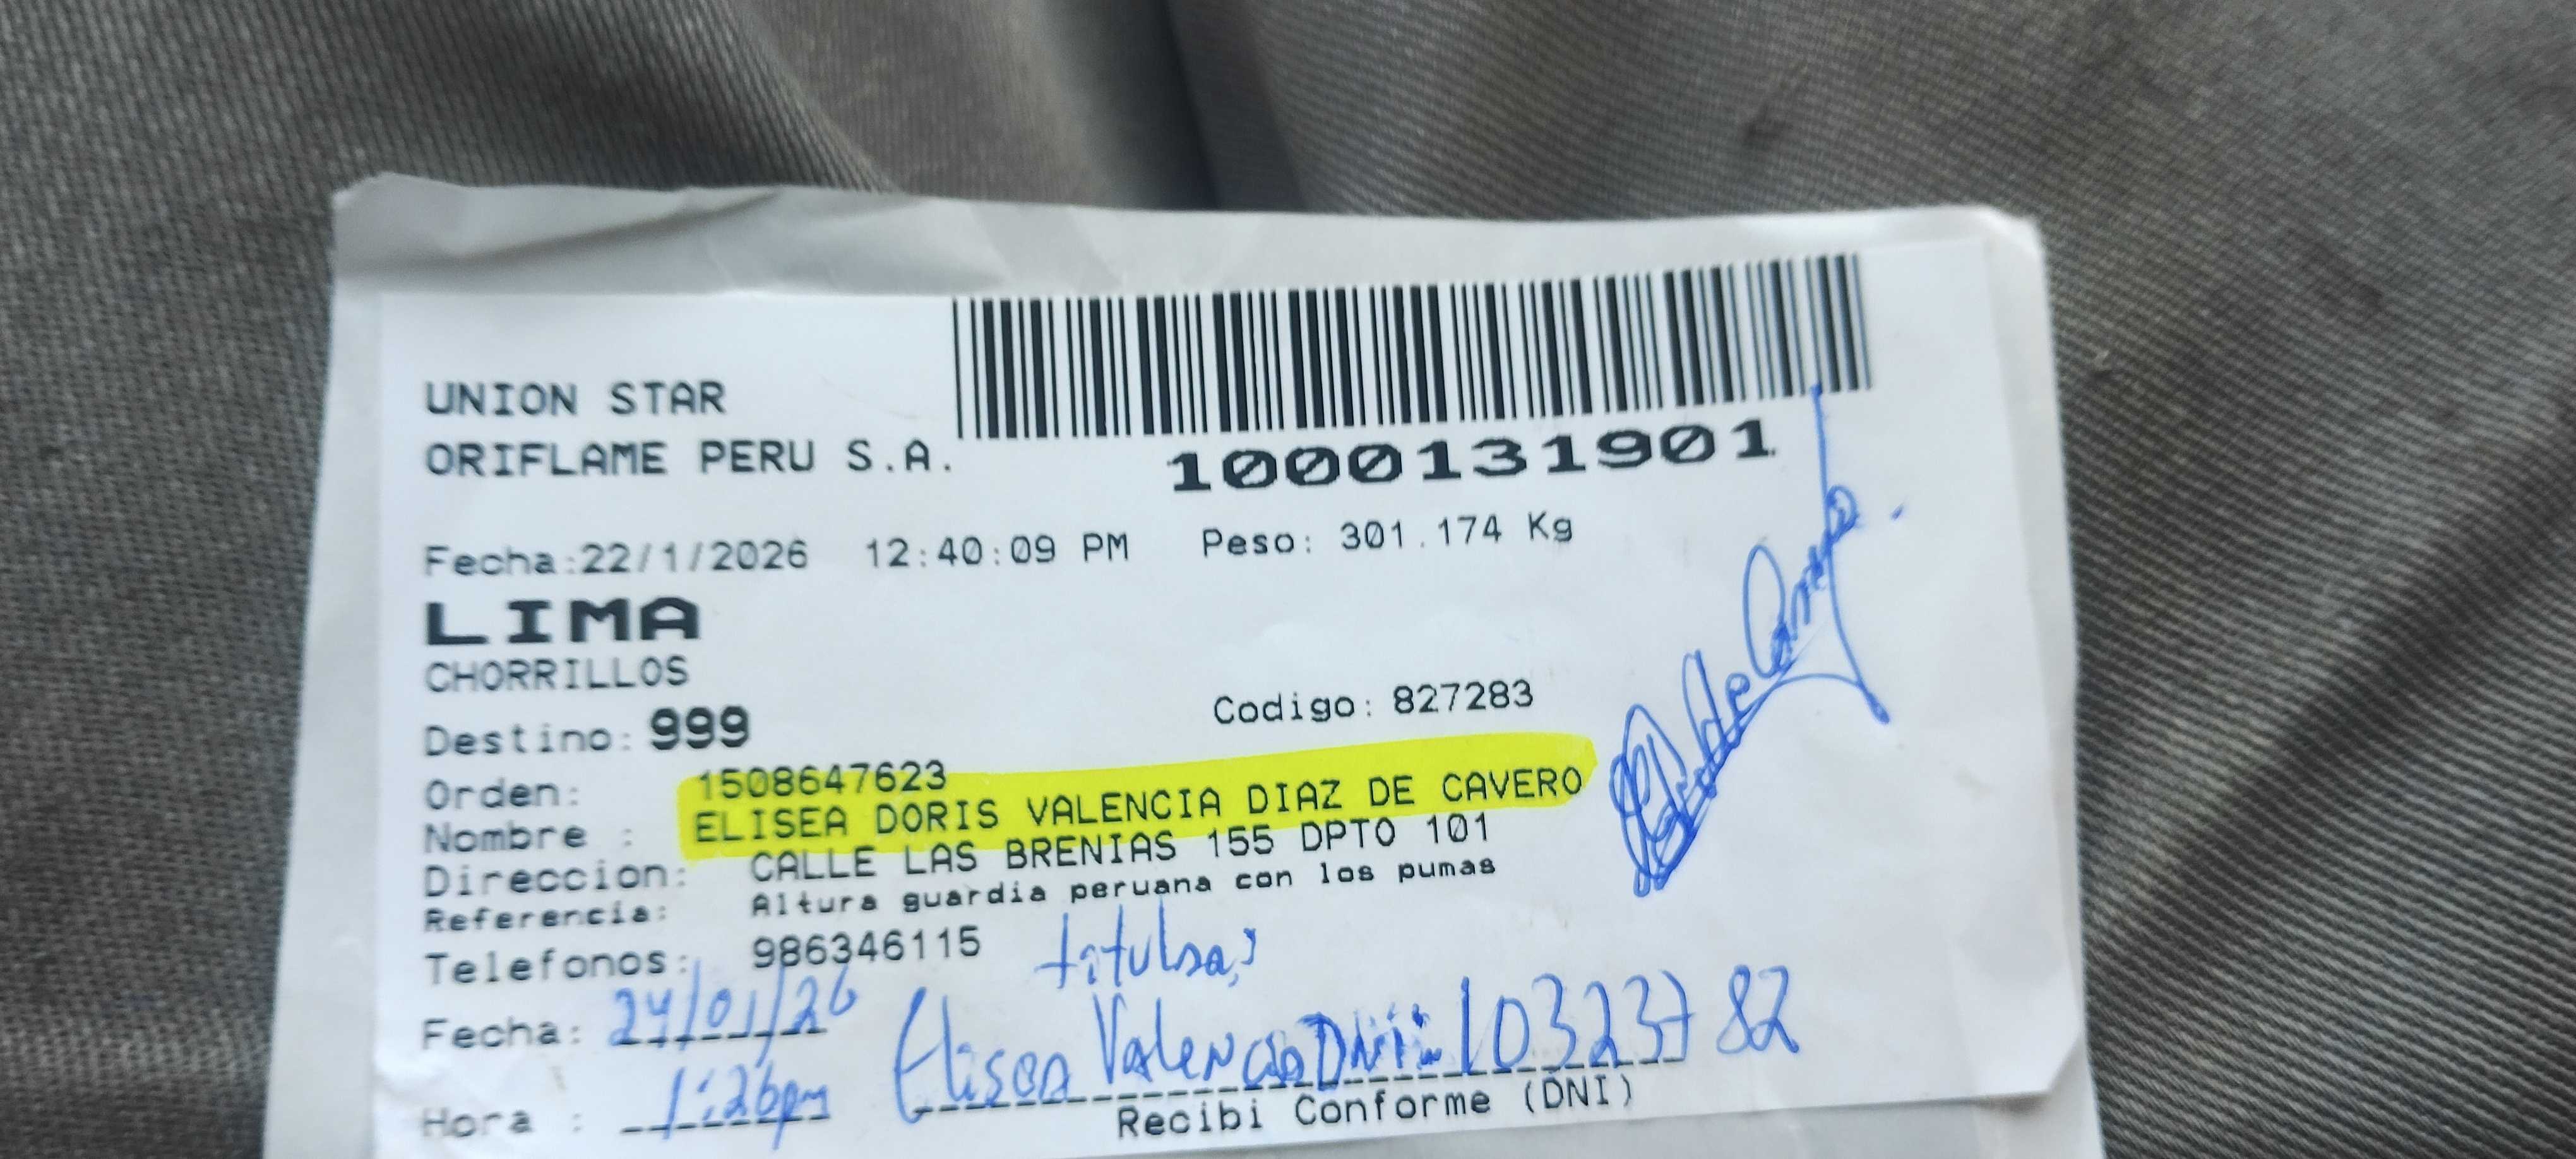 UNION STAR
ORIFLAME PERU S.A.
1000131901
Fecha:22/1/2026 12:40:09 PM Peso: 301.174 Kg
LIMA
CHORRILLOS
Destino: 999 Codigo: 827283
Orden: 1508647623
Nombre : ELISEA DORIS VALENCIA DIAZ DE CAVERO
Direccion: CALLE LAS BRENIAS 155 DPTO 101
Referencia: Altura guardia peruana con los pumas
Telefonos: 986346115
Fecha: 24/01/26 Elisea Valencia DNI: 10323782
Hora : 1:26pm
Recibi Conforme (DNI)